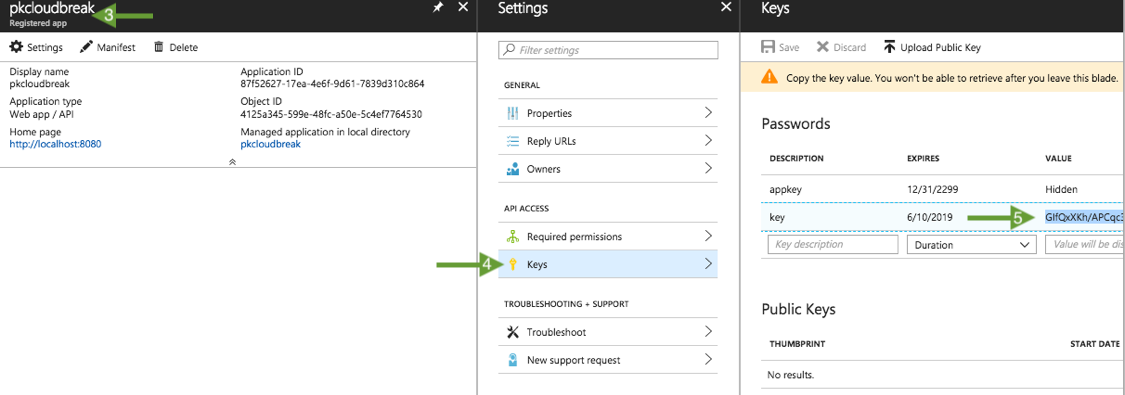 pkcloudbreak
3
Registered app
Settings
Manifest
Delete
Display name
pkcloudbreak
Application ID
87f52627-17ea-4e6f-9d61-7839d310c864
Application type
Web app / API
Object ID
4125a345-599e-48fc-a50e-5c4ef7764530
Home page
http://localhost:8080
Managed application in local directory
pkcloudbreak
Settings
Filter settings
GENERAL
Properties
Reply URLs
Owners
API ACCESS
Required permissions
4
Keys
TROUBLESHOOTING + SUPPORT
Troubleshoot
New support request
Keys
Save
Discard
Upload Public Key
Copy the key value. You won't be able to retrieve after you leave this blade.
Passwords
DESCRIPTION EXPIRES VALUE
appkey 12/31/2299 Hidden
key 6/10/2019 5 GIfQxXKh/APCqc3
Key description Duration Value will be dis
Public Keys
THUMBPRINT START DATE
No results.